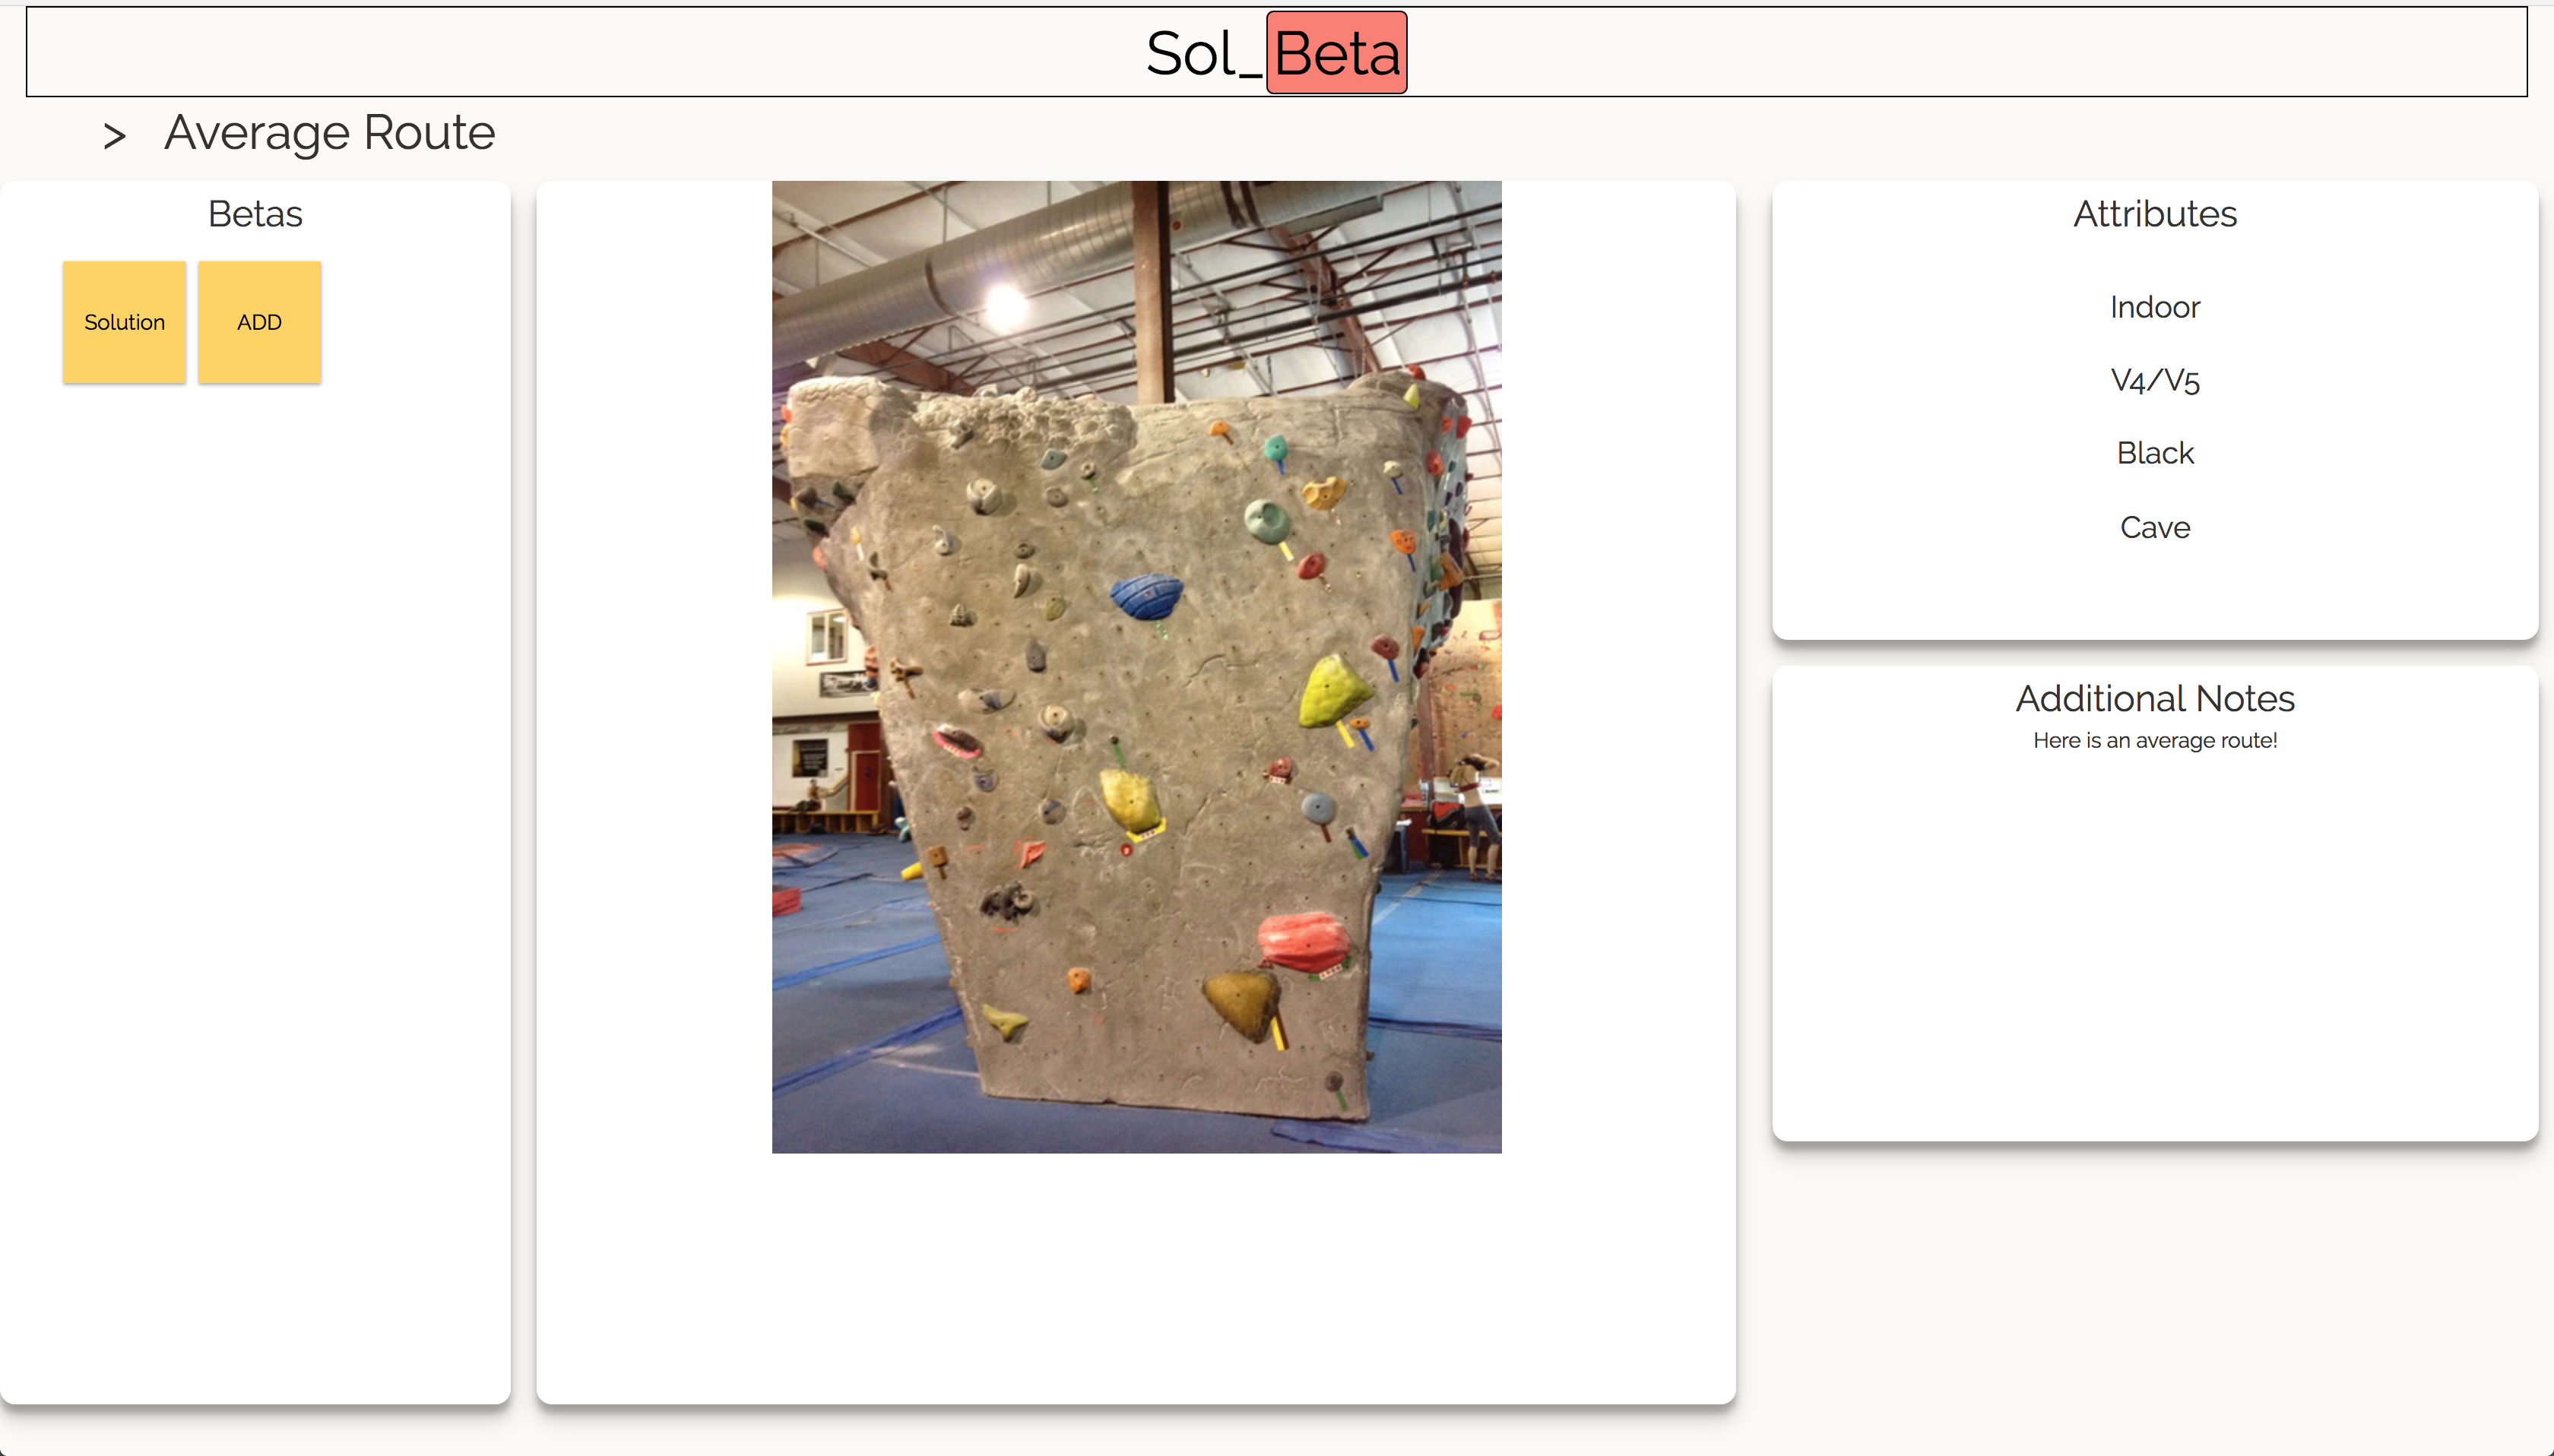 Sol_Beta
> Average Route
Betas
Solution
ADD
Attributes
Indoor
V4/V5
Black
Cave
Additional Notes
Here is an average route!